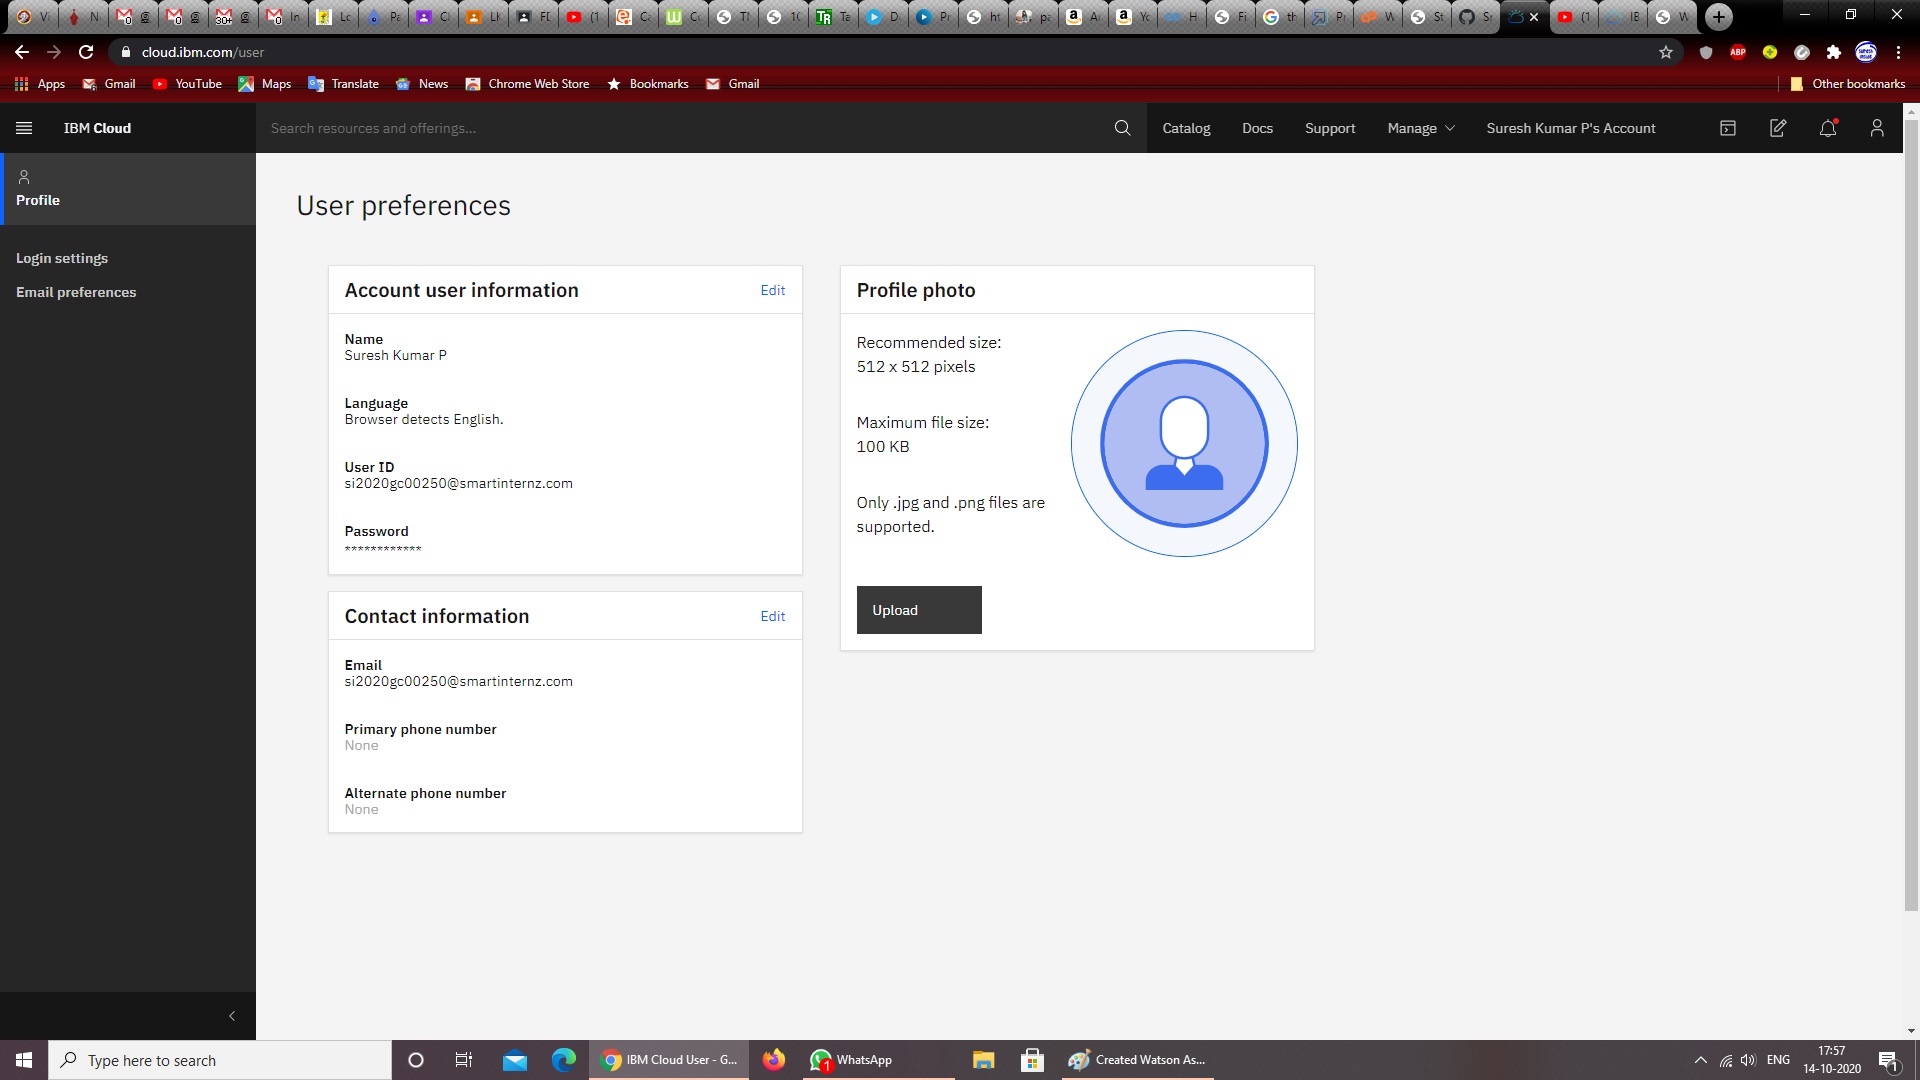 cloud.ibm.com/user
ABP
Apps
Gmail
YouTube
Maps
Translate
News
Chrome Web Store
Bookmarks
Gmail
Other bookmarks
IBM Cloud
Search resources and offerings...
Catalog
Docs
Support
Manage
Suresh Kumar P's Account
Profile
Login settings
Email preferences
User preferences
Account user information
Edit
Name
Suresh Kumar P
Language
Browser detects English.
User ID
si2020gc00250@smartinternz.com
Password
************
Contact information
Edit
Email
si2020gc00250@smartinternz.com
Primary phone number
None
Alternate phone number
None
Profile photo
Recommended size:
512 x 512 pixels
Maximum file size:
100 KB
Only .jpg and .png files are
supported.
Upload
Type here to search
IBM Cloud User - G...
1
WhatsApp
Created Watson As...
ENG
17:57
14-10-2020
1